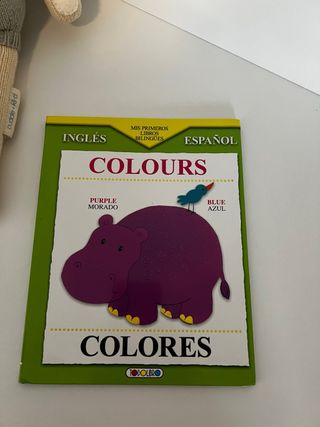 MIS PRIMEROS
LIBROS
BILINGÜES
INGLÉS
ESPAÑOL
COLOURS
PURPLE
MORADO
BLUE
AZUL
COLORES
TODOLIBRO